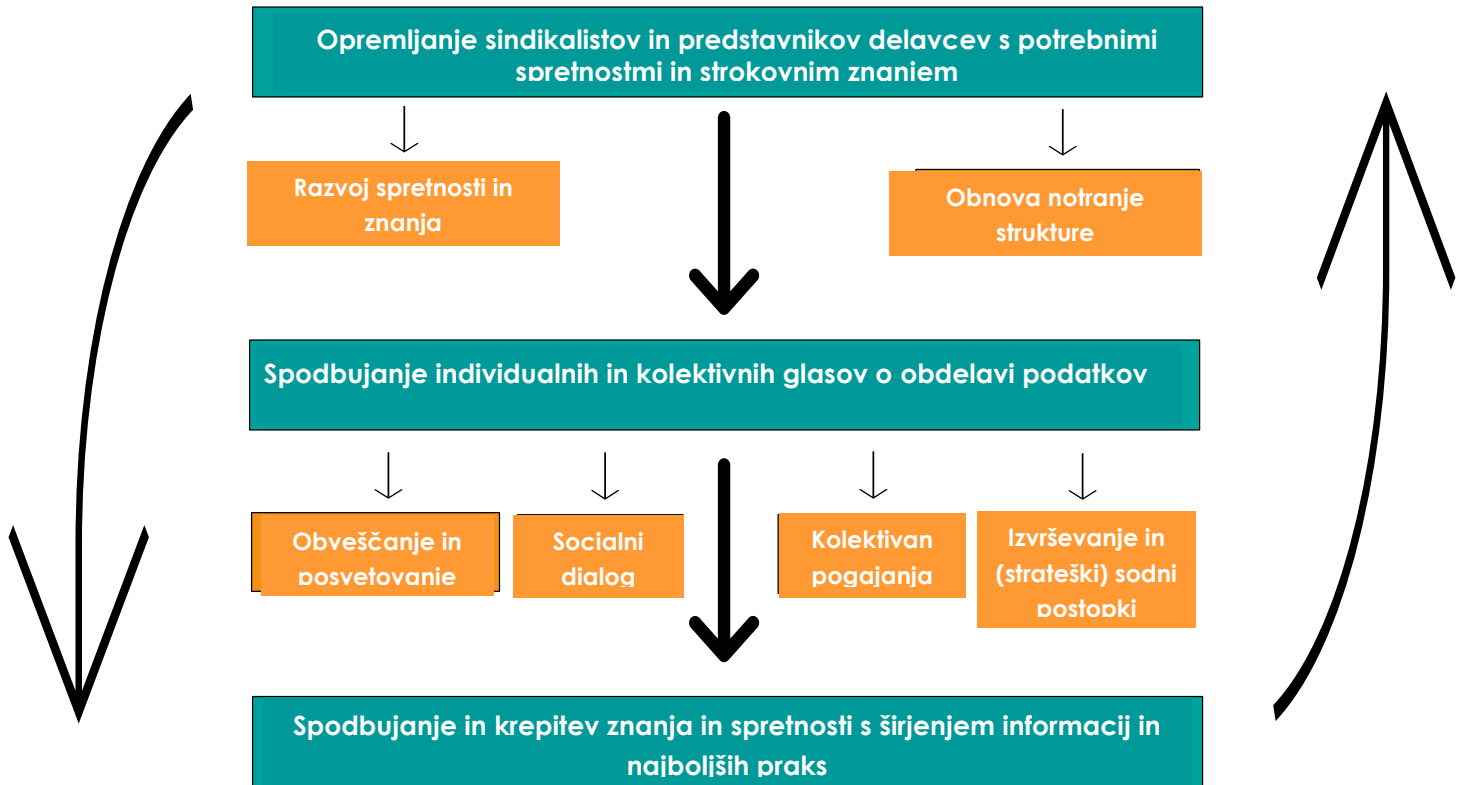 Opremljanje sindikalistov in predstavnikov delavcev s potrebnimi
spretnostmi in strokovnim znanjem
Razvoj spretnosti in
znanja
Obnova notranje
strukture
Spodbujanje individualnih in kolektivnih glasov o obdelavi podatkov
Obveščanje in
posvetovanje
Socialni
dialog
Kolektivan
pogajanja
Izvrševanje in
(strateški) sodni
postopki
Spodbujanje in krepitev znanja in spretnosti s širjenjem informacij in
najboljših praks